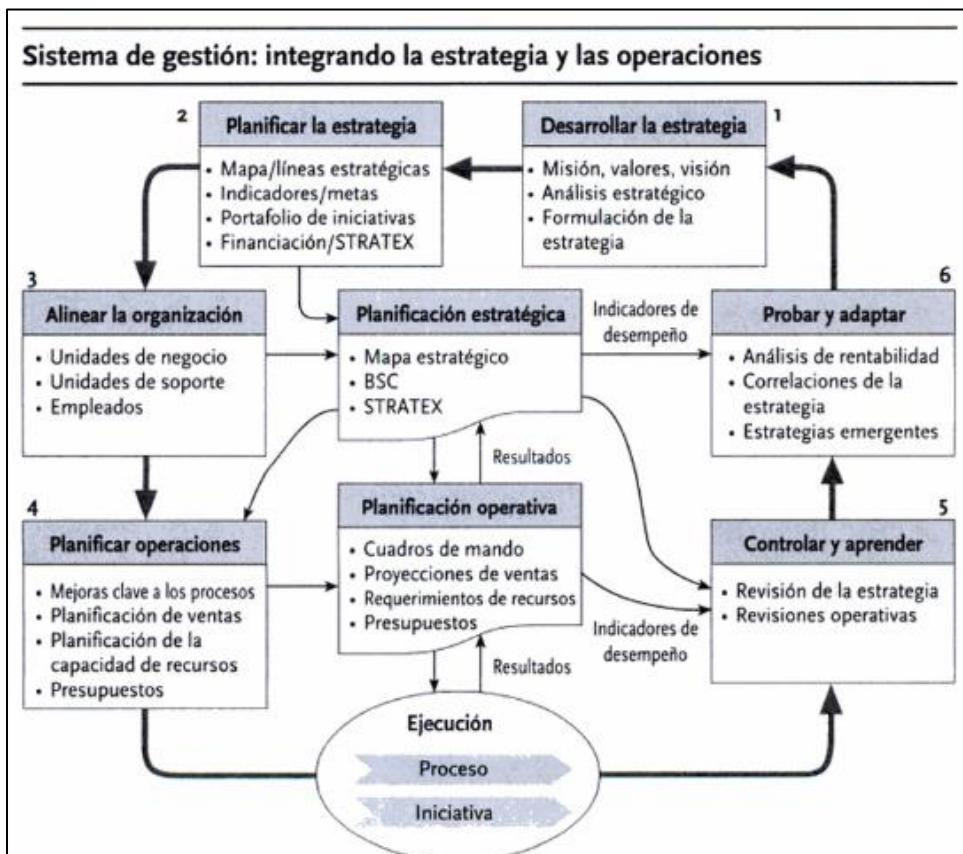 Sistema de gestión: integrando la estrategia y las operaciones
2
Planificar la estrategia
• Mapa/líneas estratégicas
• Indicadores/metas
• Portafolio de iniciativas
• Financiación/STRATEX
Desarrollar la estrategia
1
• Misión, valores, visión
• Análisis estratégico
• Formulación de la
estrategia
3
Alinear la organización
• Unidades de negocio
• Unidades de soporte
• Empleados
Planificación estratégica
• Mapa estratégico
• BSC
• STRATEX
Indicadores de
desempeño
6
Probar y adaptar
• Análisis de rentabilidad
• Correlaciones de la
estrategia
• Estrategias emergentes
Resultados
4
Planificar operaciones
• Mejoras clave a los procesos
• Planificación de ventas
• Planificación de la
capacidad de recursos
• Presupuestos
Planificación operativa
• Cuadros de mando
• Proyecciones de ventas
• Requerimientos de recursos
• Presupuestos
Indicadores de
desempeño
5
Controlar y aprender
• Revisión de la estrategia
• Revisiones operativas
Resultados
Ejecución
Proceso
Iniciativa